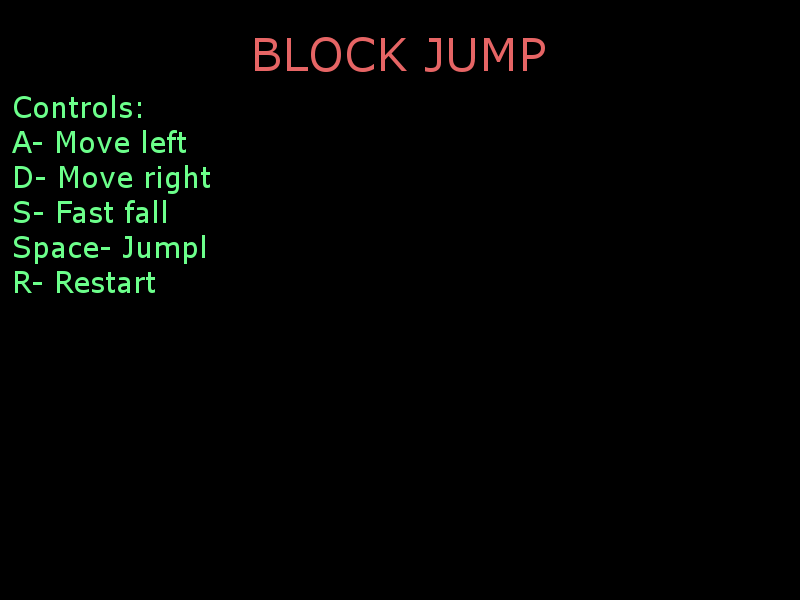 BLOCK JUMP
Controls:
A- Move left
D- Move right
S- Fast fall
Space- Jumpl
R- Restart